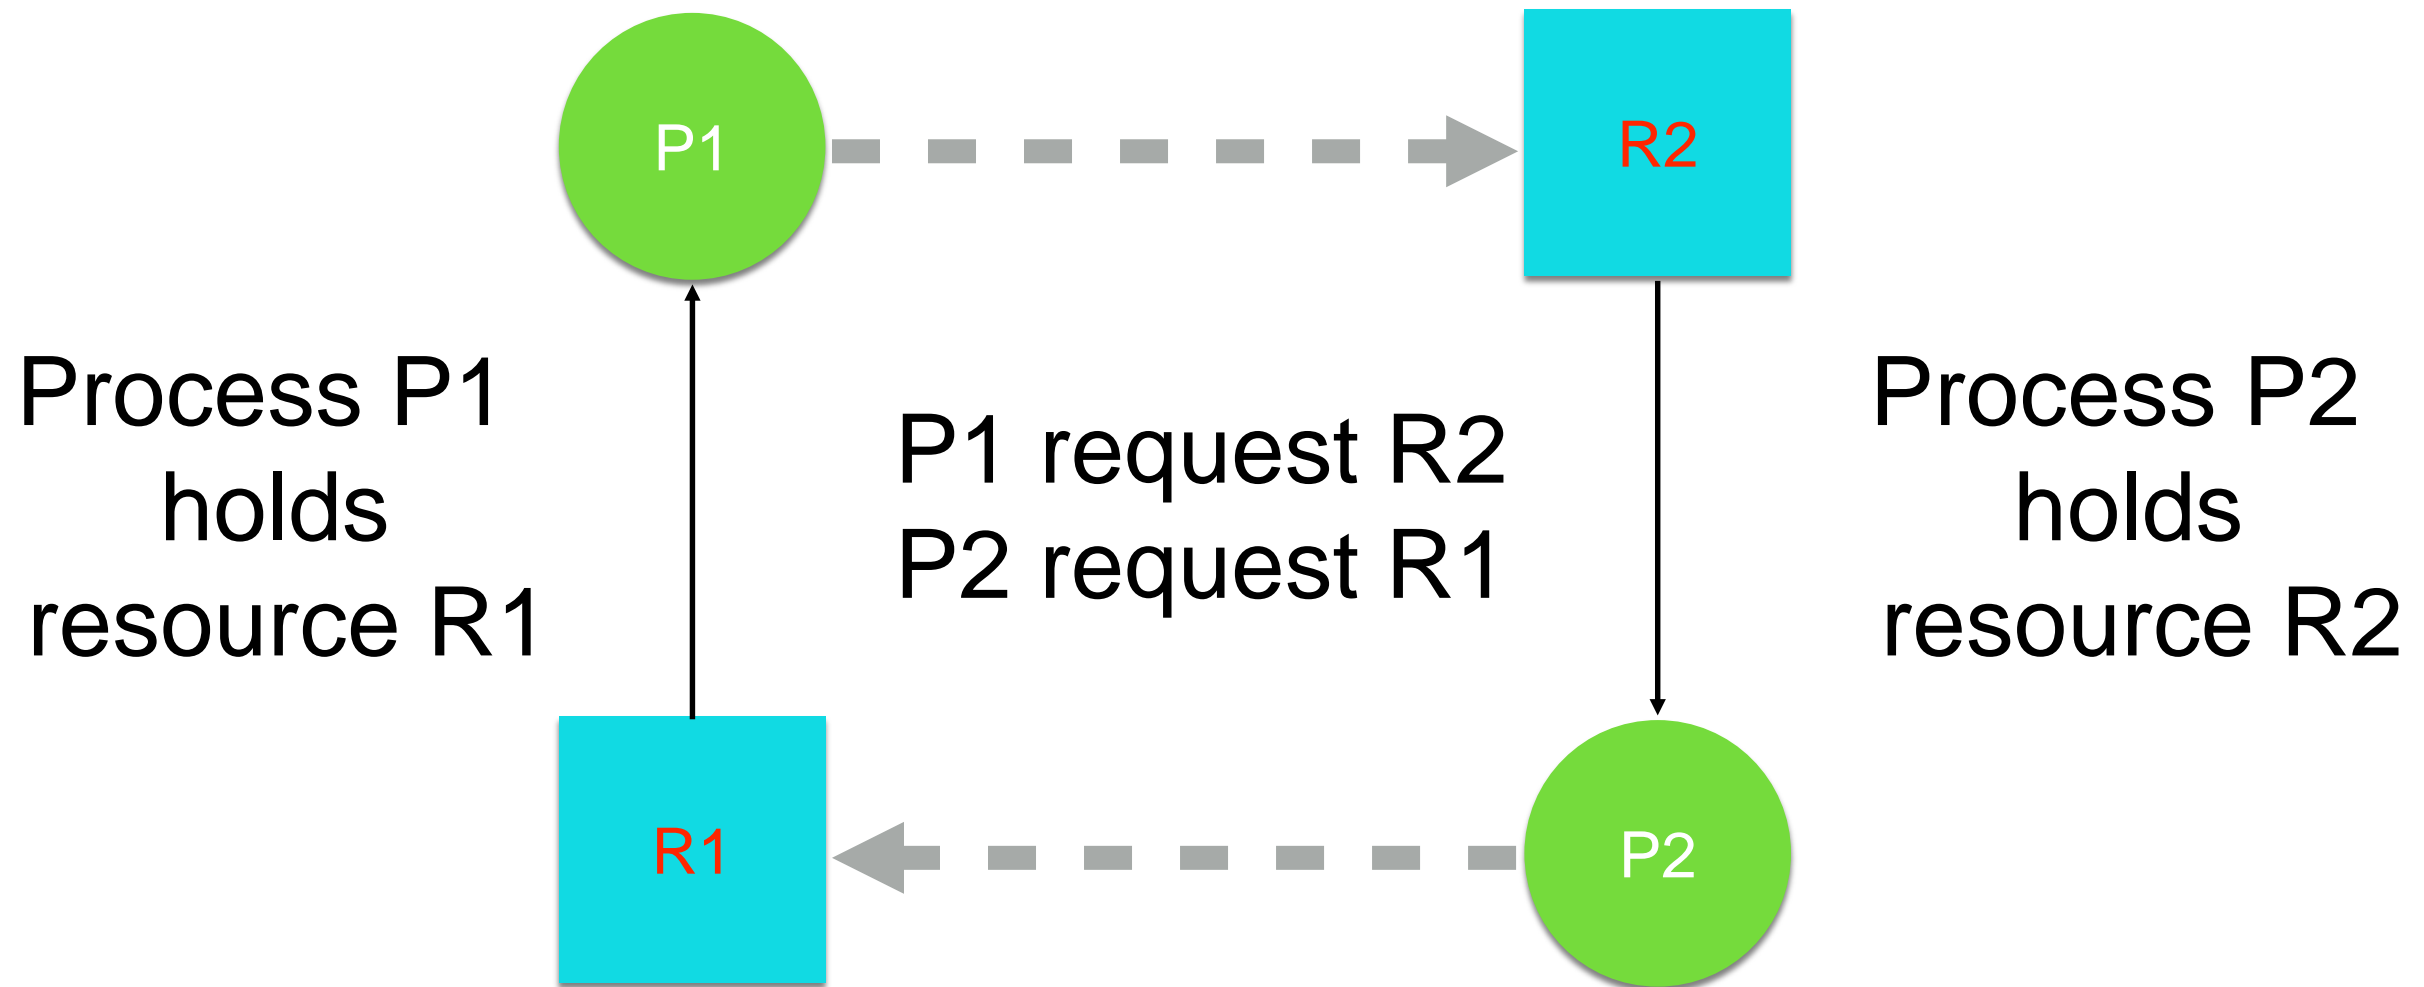 P1
R2
Process P1
holds
resource R1
P1 request R2
P2 request R1
Process P2
holds
resource R2
R1
P2